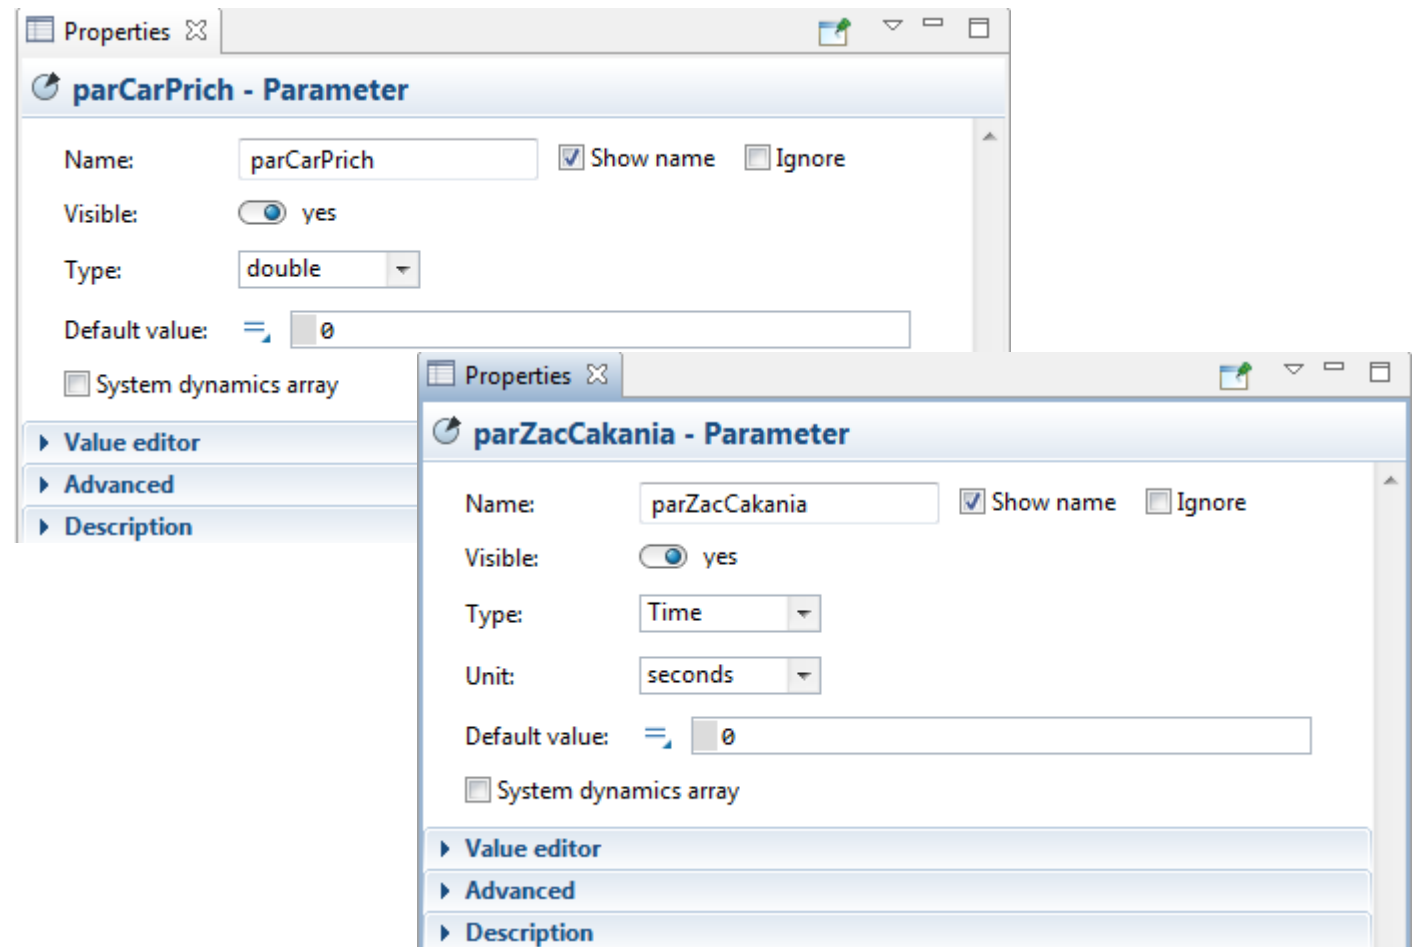 Properties
parCarPrich - Parameter
Name: parCarPrich Show name Ignore
Visible: yes
Type: double
Default value: 0
System dynamics array
Value editor
Advanced
Description
Properties
parZacCakania - Parameter
Name: parZacCakania Show name Ignore
Visible: yes
Type: Time
Unit: seconds
Default value: 0
System dynamics array
Value editor
Advanced
Description